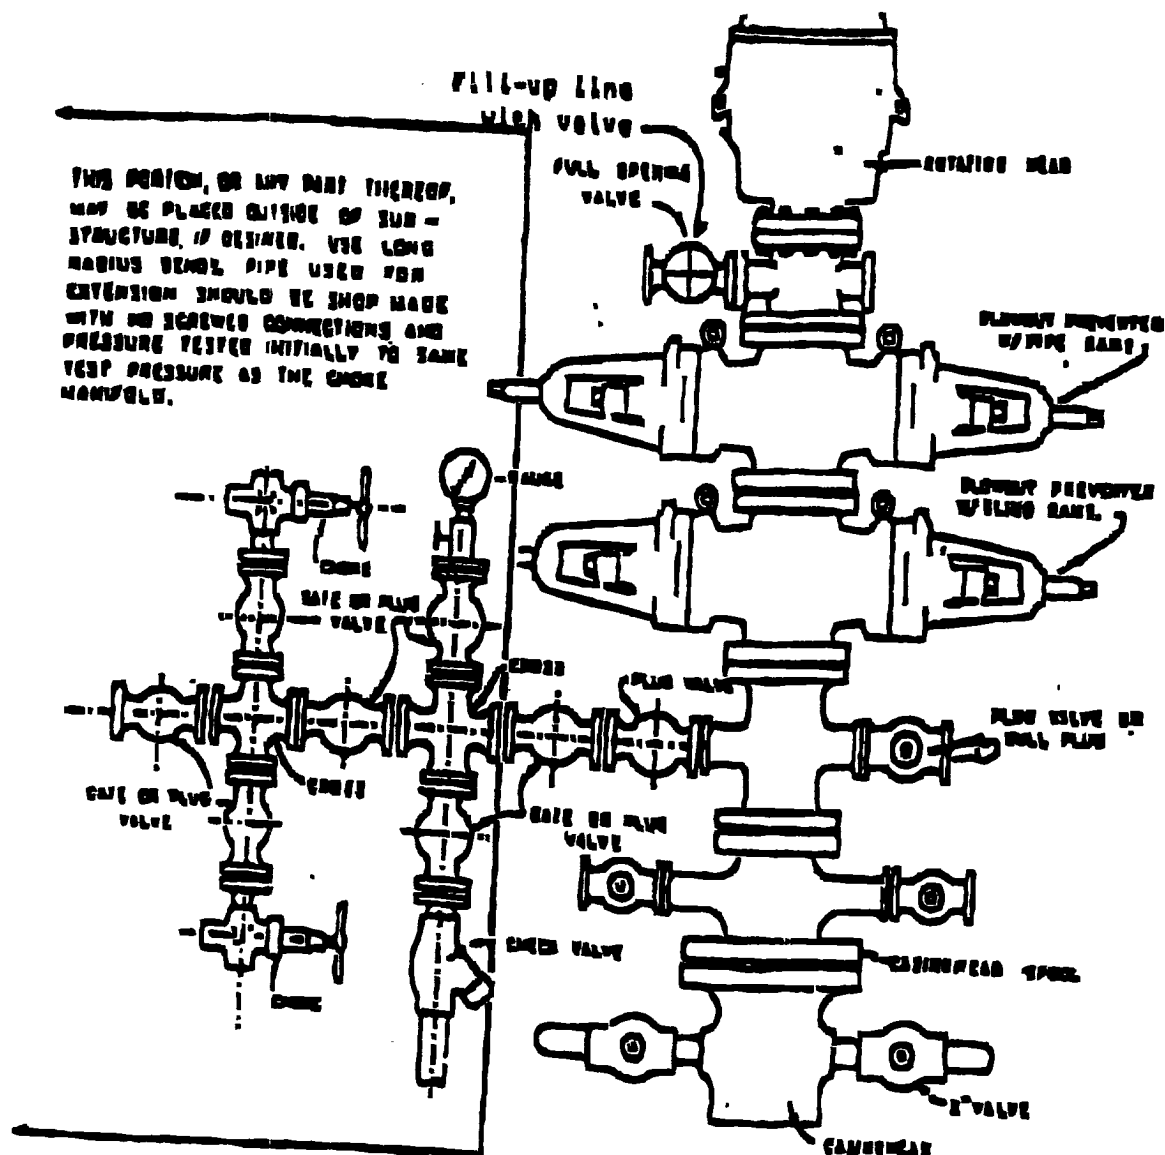 Fill-up line
with valve
FULL OPENING
VALVE
ROTATING HEAD
THIS PORTION, OR ANY PART THEREOF,
MAY BE PLACED OUTSIDE OF SUB-
STRUCTURE, IF DESIRED. USE LONG
RADIUS BENDS. PIPE USED FOR
EXTENSION SHOULD BE SHOP MADE
WITH NO SCREWED CONNECTIONS AND
PRESSURE TESTED INITIALLY TO SAME
TEST PRESSURE AS THE CHOKE
MANIFOLD.
BLOWOUT PREVENTER
W/PIPE RAMS
GAUGE
BLOWOUT PREVENTER
W/BLIND RAMS.
CHOKE
GATE OR PLUG
VALVE
CROSS
PLUG VALVE
PLUG VALVE OR
BULL PLUG
CROSS
GATE OR PLUG
VALVE
GATE OR PLUG
VALVE
CHECK VALVE
CASINGHEAD SPOOL
CHOKE
2" VALVE
CASINGHEAD